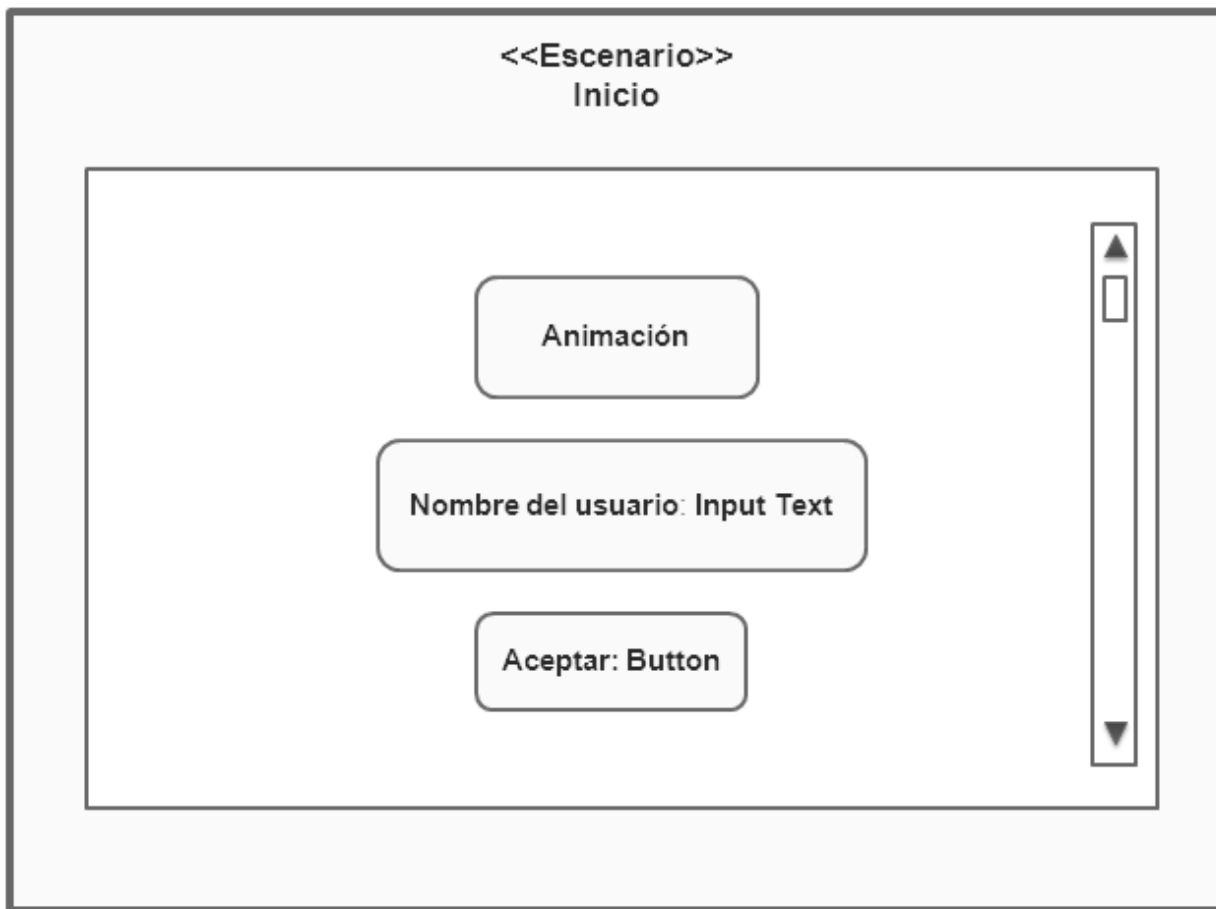 <<Escenario>>
Inicio
Animación
Nombre del usuario: Input Text
Aceptar: Button